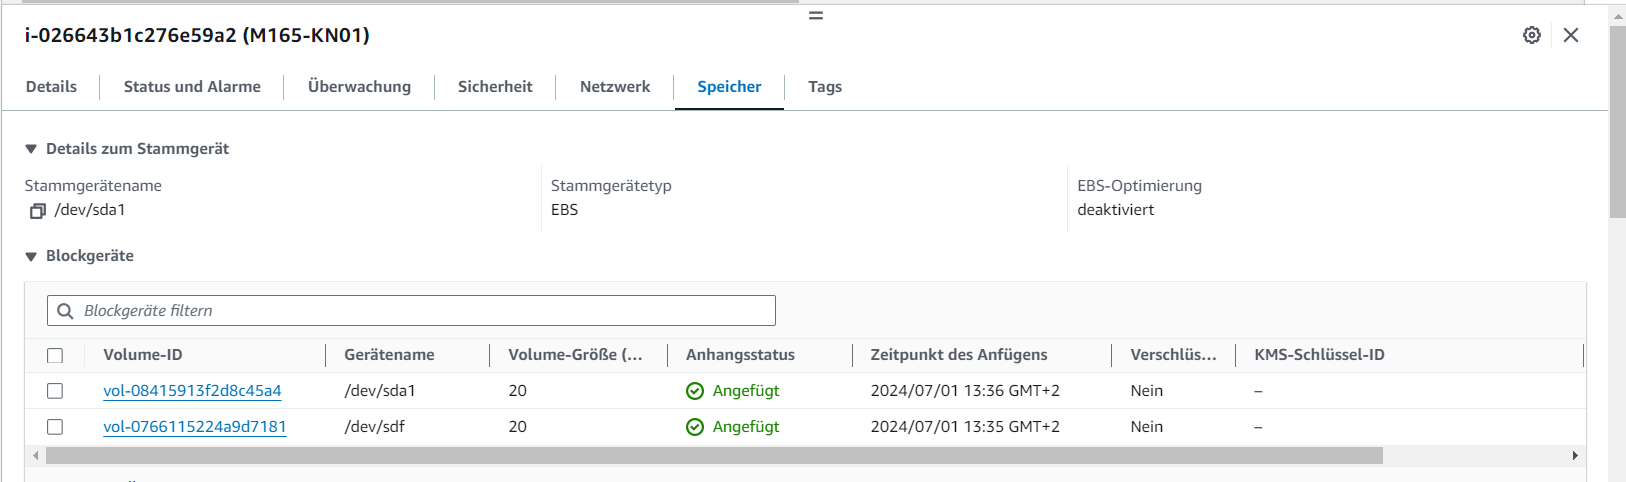 i-026643b1c276e59a2 (M165-KN01)
Details Status und Alarme Überwachung Sicherheit Netzwerk Speicher Tags
Details zum Stammgerät
Stammgerätename Stammgerätetyp EBS-Optimierung
/dev/sda1 EBS deaktiviert
Blockgeräte
Blockgeräte filtern
Volume-ID Gerätename Volume-Größe (... Anhangsstatus Zeitpunkt des Anfügens Verschlüs... KMS-Schlüssel-ID
vol-08415913f2d8c45a4 /dev/sda1 20 Angefügt 2024/07/01 13:36 GMT+2 Nein –
vol-0766115224a9d7181 /dev/sdf 20 Angefügt 2024/07/01 13:35 GMT+2 Nein –